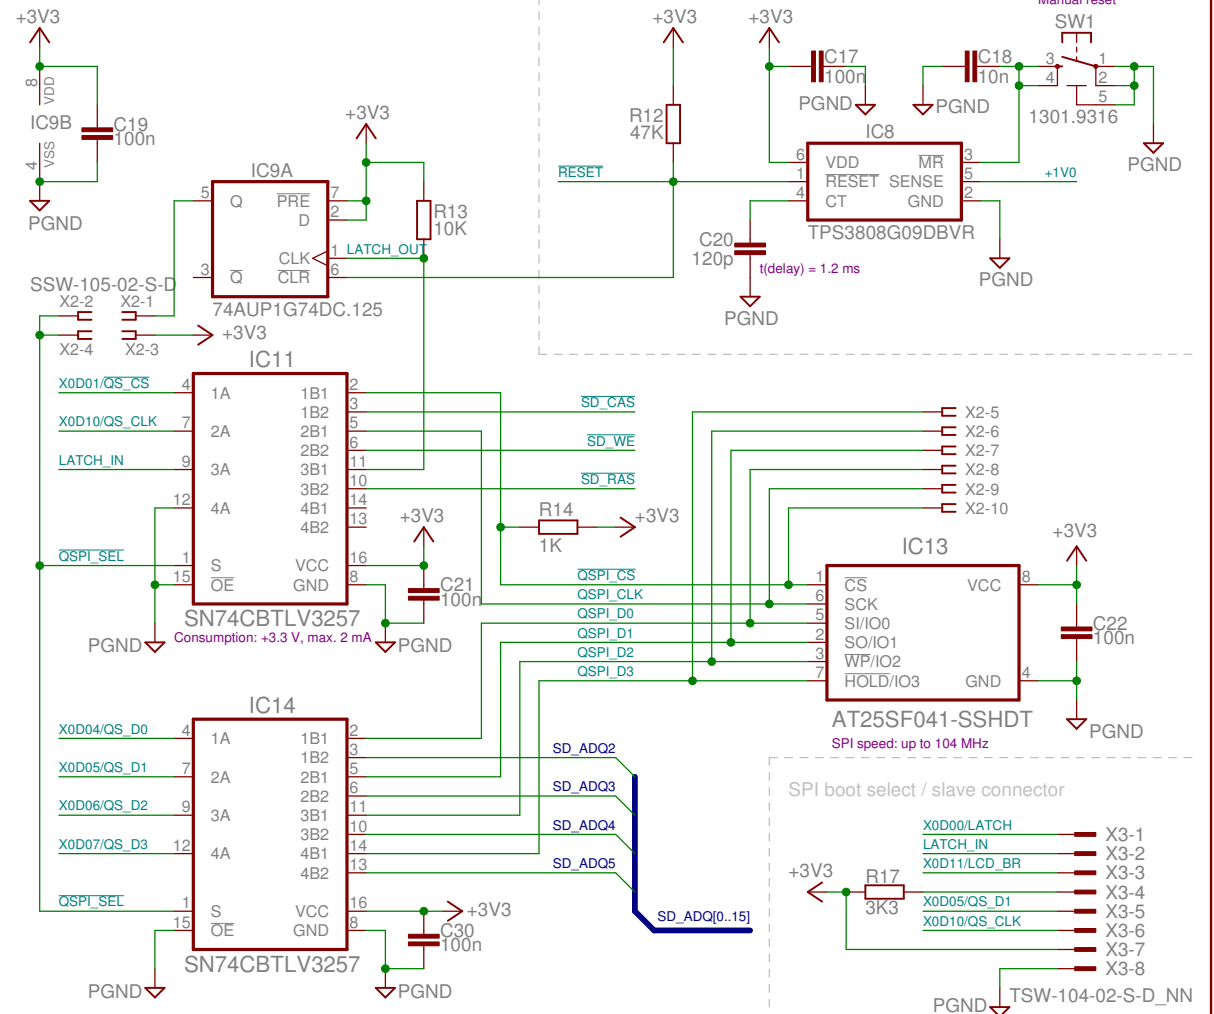 Manual reset
+3V3
+3V3
+3V3
SW1
8
VDD
IC9B
VSS
4
C19
100n
PGND
+3V3
IC9A
5
Q
PRE
7
D
2
CLK
1
LATCH_OUT
3
Q
CLR
6
74AUP1G74DC.125
R13
10K
R12
47K
C17
100n
PGND
C18
10n
PGND
3
1
4
2
5
1301.9316
PGND
IC8
RESET
6
VDD
MR
3
1
RESET
SENSE
5
+1V0
4
CT
GND
2
TPS3808G09DBVR
C20
120p
t(delay) = 1.2 ms
PGND
PGND
SSW-105-02-S-D
X2-2
X2-1
X2-4
X2-3
+3V3
IC11
X0D01/QS_CS
4
1A
1B1
2
1B2
3
SD_CAS
X0D10/QS_CLK
7
2A
2B1
5
2B2
6
SD_WE
LATCH_IN
9
3A
3B1
11
3B2
10
SD_RAS
12
4A
4B1
14
4B2
13
QSPI_SEL
1
S
VCC
16
15
OE
GND
8
SN74CBTLV3257
PGND
Consumption: +3.3 V, max. 2 mA
PGND
+3V3
C21
100n
R14
1K
+3V3
X2-5
X2-6
X2-7
X2-8
X2-9
X2-10
IC13
+3V3
QSPI_CS
1
CS
VCC
8
QSPI_CLK
6
SCK
QSPI_D0
5
SI/IO0
QSPI_D1
2
SO/IO1
QSPI_D2
3
WP/IO2
QSPI_D3
7
HOLD/IO3
GND
4
C22
100n
AT25SF041-SSHDT
PGND
SPI speed: up to 104 MHz
IC14
X0D04/QS_D0
4
1A
1B1
2
1B2
3
SD_ADQ2
X0D05/QS_D1
7
2A
2B1
5
2B2
6
SD_ADQ3
X0D06/QS_D2
9
3A
3B1
11
3B2
10
SD_ADQ4
X0D07/QS_D3
12
4A
4B1
14
4B2
13
SD_ADQ5
QSPI_SEL
1
S
VCC
16
+3V3
15
OE
GND
8
C30
100n
SD_ADQ[0..15]
SN74CBTLV3257
PGND
PGND
SPI boot select / slave connector
X0D00/LATCH
X3-1
LATCH_IN
X3-2
X0D11/LCD_BR
X3-3
+3V3
R17
3K3
X3-4
X0D05/QS_D1
X3-5
X0D10/QS_CLK
X3-6
X3-7
X3-8
PGND
TSW-104-02-S-D_NN